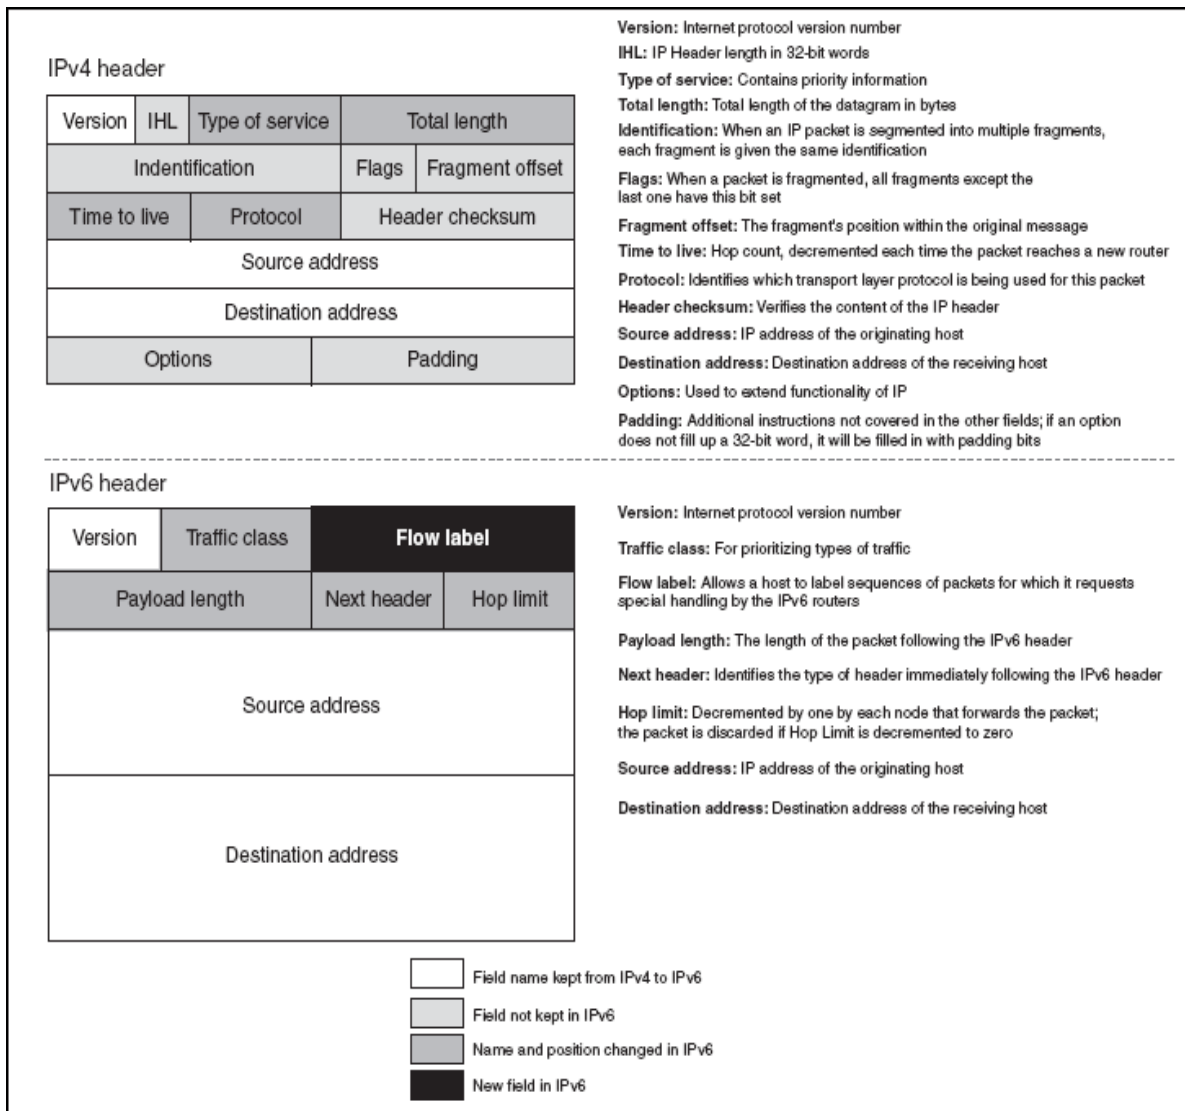 IPv4 header
Version IHL Type of service Total length
Indentification Flags Fragment offset
Time to live Protocol Header checksum
Source address
Destination address
Options Padding
Version: Internet protocol version number
IHL: IP Header length in 32-bit words
Type of service: Contains priority information
Total length: Total length of the datagram in bytes
Identification: When an IP packet is segmented into multiple fragments,
each fragment is given the same identification
Flags: When a packet is fragmented, all fragments except the
last one have this bit set
Fragment offset: The fragment's position within the original message
Time to live: Hop count, decremented each time the packet reaches a new router
Protocol: Identifies which transport layer protocol is being used for this packet
Header checksum: Verifies the content of the IP header
Source address: IP address of the originating host
Destination address: Destination address of the receiving host
Options: Used to extend functionality of IP
Padding: Additional instructions not covered in the other fields; if an option
does not fill up a 32-bit word, it will be filled in with padding bits
IPv6 header
Version Traffic class Flow label
Payload length Next header Hop limit
Source address
Destination address
Version: Internet protocol version number
Traffic class: For prioritizing types of traffic
Flow label: Allows a host to label sequences of packets for which it requests
special handling by the IPv6 routers
Payload length: The length of the packet following the IPv6 header
Next header: Identifies the type of header immediately following the IPv6 header
Hop limit: Decremented by one by each node that forwards the packet;
the packet is discarded if Hop Limit is decremented to zero
Source address: IP address of the originating host
Destination address: Destination address of the receiving host
Field name kept from IPv4 to IPv6
Field not kept in IPv6
Name and position changed in IPv6
New field in IPv6